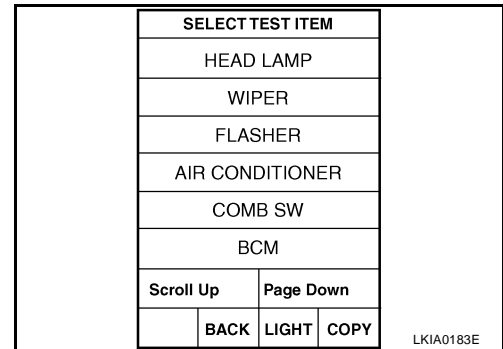 SELECT TEST ITEM
HEAD LAMP
WIPER
FLASHER
AIR CONDITIONER
COMB SW
BCM
Scroll Up Page Down
BACK LIGHT COPY
LKIA0183E